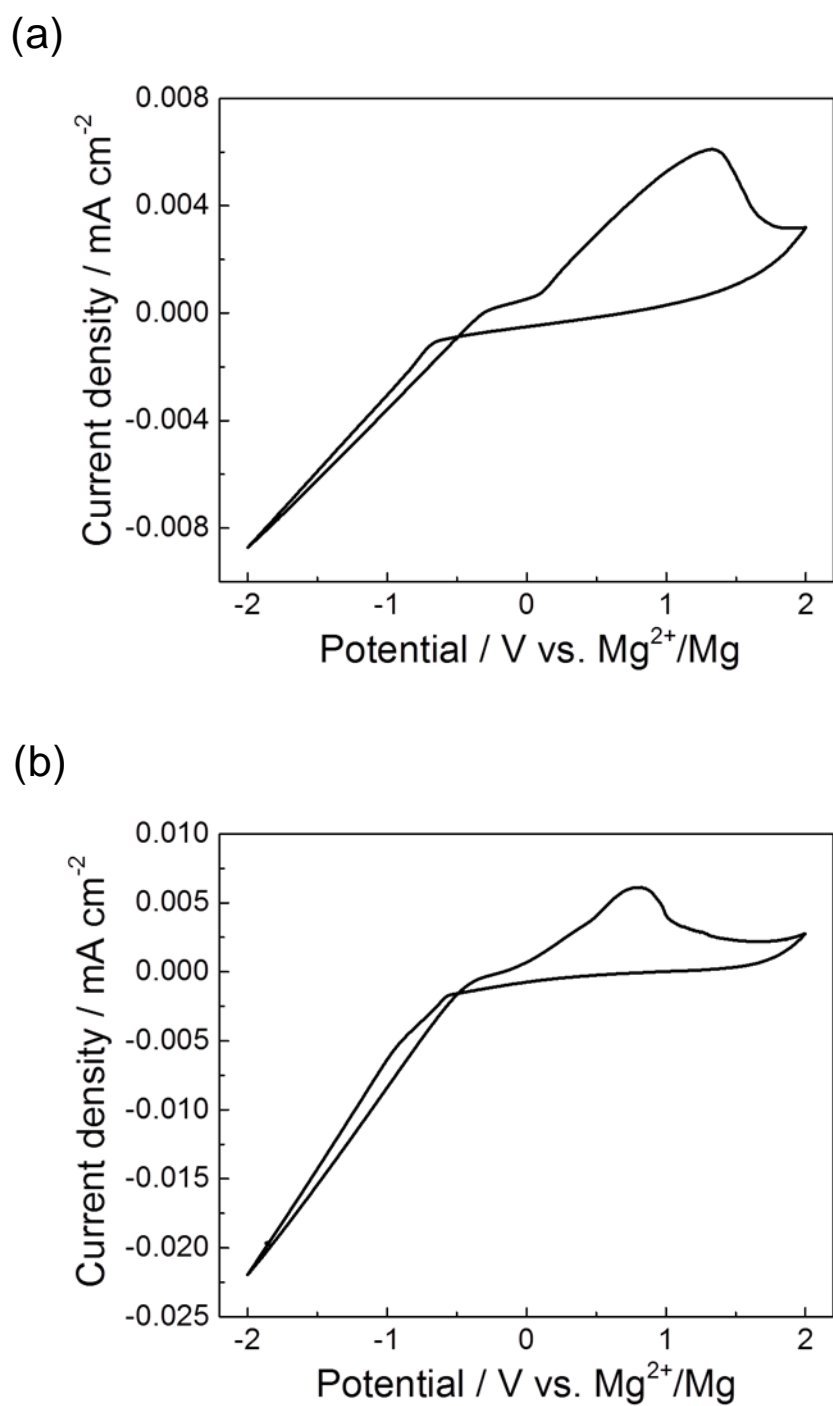 (a)
Current density / mA cm⁻²
0.008
0.004
0.000
-0.004
-0.008
-2 -1 0 1 2
Potential / V vs. Mg²⁺/Mg
(b)
Current density / mA cm⁻²
0.010
0.005
0.000
-0.005
-0.010
-0.015
-0.020
-0.025
-2 -1 0 1 2
Potential / V vs. Mg²⁺/Mg